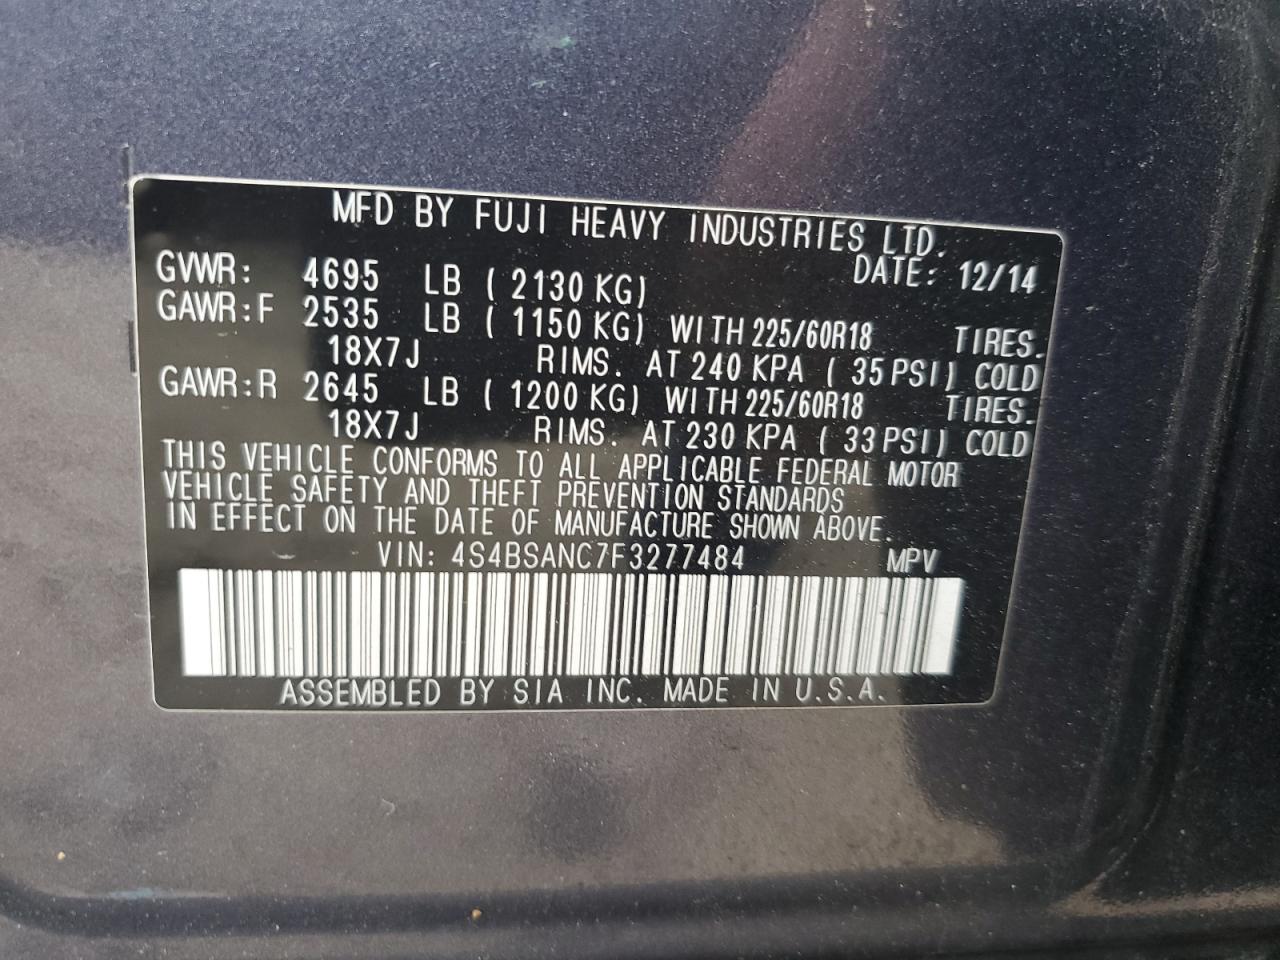 MFD BY FUJI HEAVY INDUSTRIES LTD.
DATE: 12/14
GVWR: 4695 LB ( 2130 KG)
GAWR:F 2535 LB ( 1150 KG) WITH 225/60R18 TIRES.
18X7J RIMS. AT 240 KPA ( 35 PSI) COLD
GAWR:R 2645 LB ( 1200 KG) WITH 225/60R18 TIRES.
18X7J RIMS. AT 230 KPA ( 33 PSI) COLD
THIS VEHICLE CONFORMS TO ALL APPLICABLE FEDERAL MOTOR
VEHICLE SAFETY AND THEFT PREVENTION STANDARDS
IN EFFECT ON THE DATE OF MANUFACTURE SHOWN ABOVE.
VIN: 4S4BSANC7F3277484 MPV
ASSEMBLED BY SIA INC. MADE IN U.S.A.